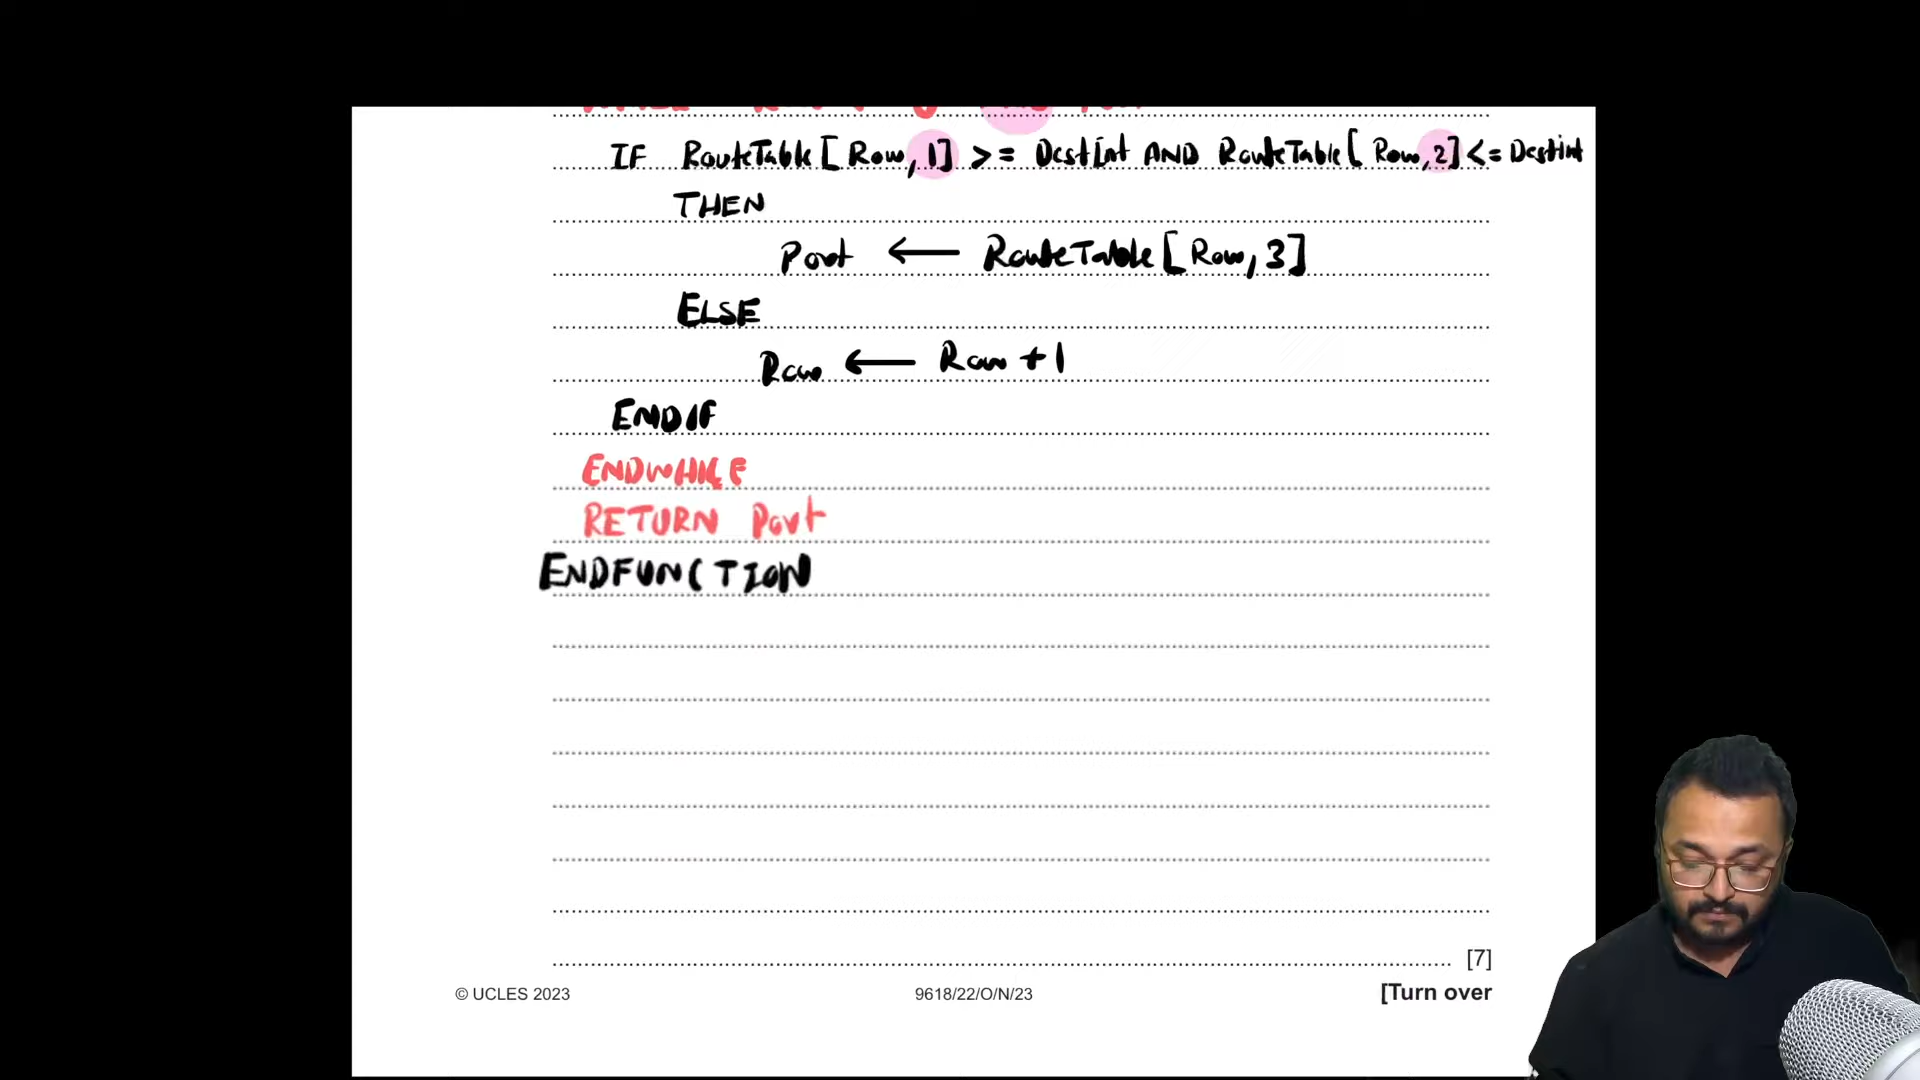 IF RouteTable[Row,1] >= DestInt AND RouteTable[Row,2] <= Destint
THEN
Port ← RouteTable[Row,3]
ELSE
Row ← Row +1
ENDIF
ENDWHILE
RETURN Port
ENDFUNCTION
[7]
© UCLES 2023
9618/22/O/N/23
[Turn over